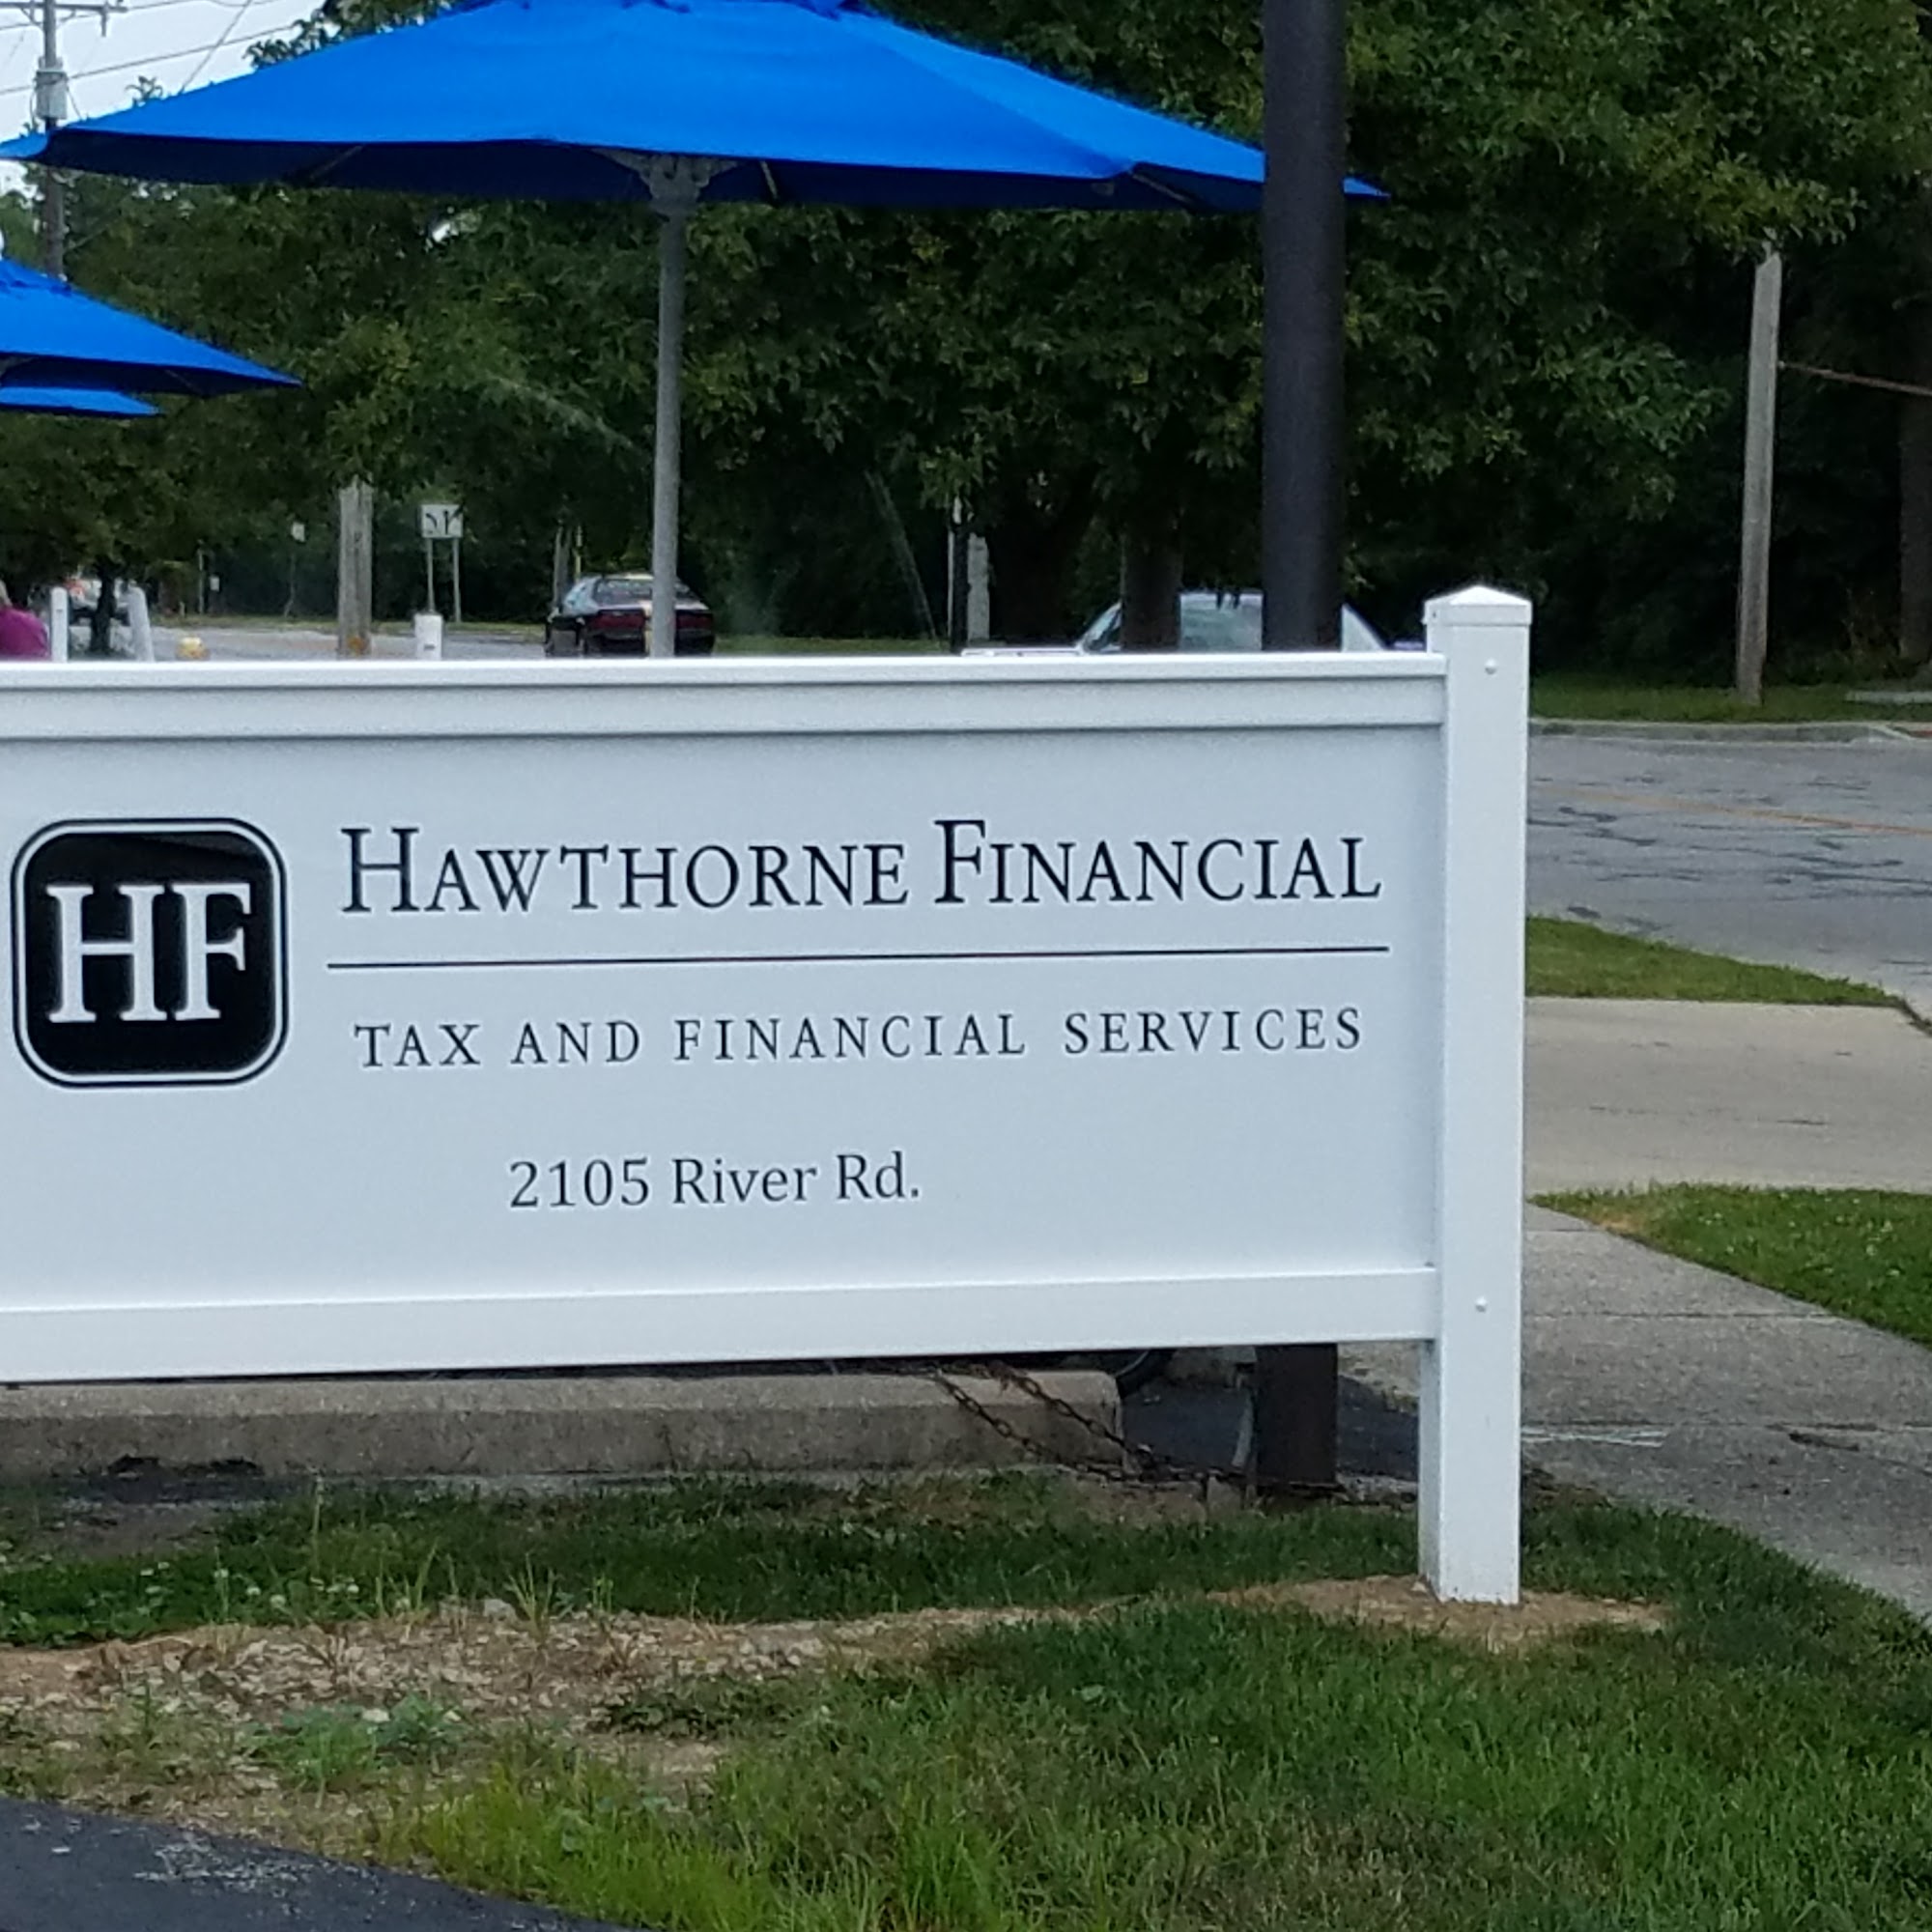 HF
HAWTHORNE FINANCIAL
TAX AND FINANCIAL SERVICES
2105 River Rd.